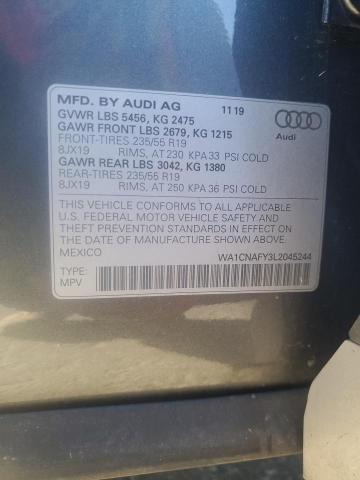 MFD. BY AUDI AG 11 19
GVWR LBS 5456, KG 2475
GAWR FRONT LBS 2679, KG 1215
FRONT-TIRES 235/55 R19
8JX19 RIMS, AT 230 KPA 33 PSI COLD
GAWR REAR LBS 3042, KG 1380
REAR-TIRES 235/55 R19
8JX19 RIMS, AT 250 KPA 36 PSI COLD
Audi
THIS VEHICLE CONFORMS TO ALL APPLICABLE
U.S. FEDERAL MOTOR VEHICLE SAFETY AND
THEFT PREVENTION STANDARDS IN EFFECT ON
THE DATE OF MANUFACTURE SHOWN ABOVE.
MEXICO WA1CNAFY3L2045244
TYPE:
MPV